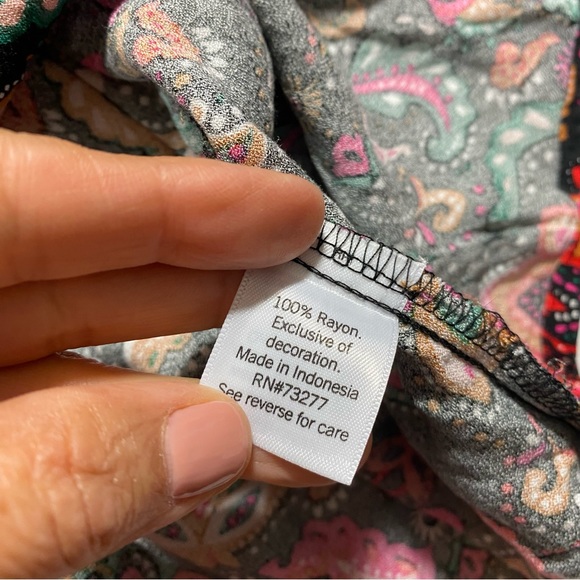 100% Rayon,
Exclusive of
decoration.
Made in Indonesia
RN#73277
See reverse for care